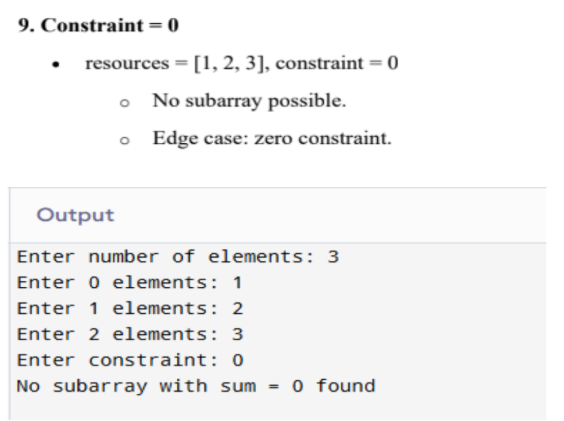 9. Constraint = 0
• resources = [1, 2, 3], constraint = 0
o No subarray possible.
o Edge case: zero constraint.
Output
Enter number of elements: 3
Enter 0 elements: 1
Enter 1 elements: 2
Enter 2 elements: 3
Enter constraint: 0
No subarray with sum = 0 found